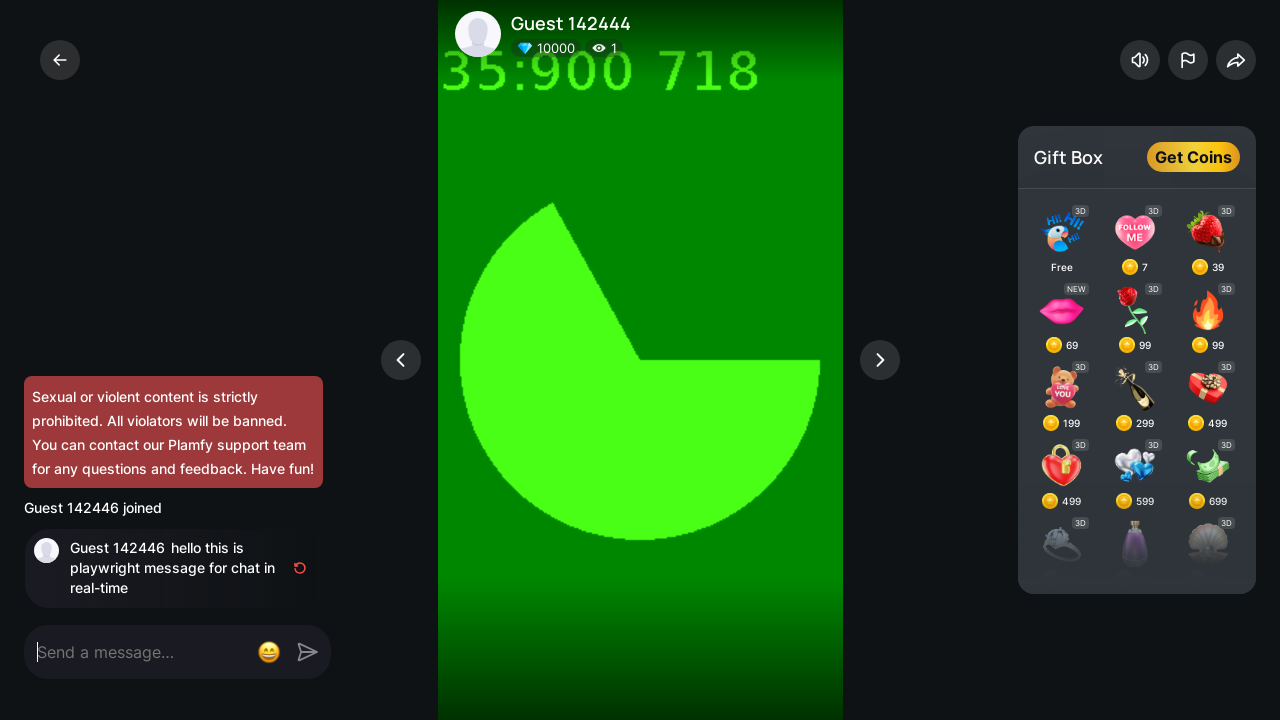 Guest 142444
10000 1
35:900 718
Gift Box
Get Coins
3D 3D 3D
Hi! Hi! Hi! FOLLOW ME
Free 7 39
NEW 3D 3D
69 99 99
3D 3D 3D
LOVE YOU
199 299 499
3D 3D 3D
499 599 699
3D 3D
Sexual or violent content is strictly
prohibited. All violators will be banned.
You can contact our Plamfy support team
for any questions and feedback. Have fun!
Guest 142446 joined
Guest 142446 hello this is
playwright message for chat in
real-time
Send a message...